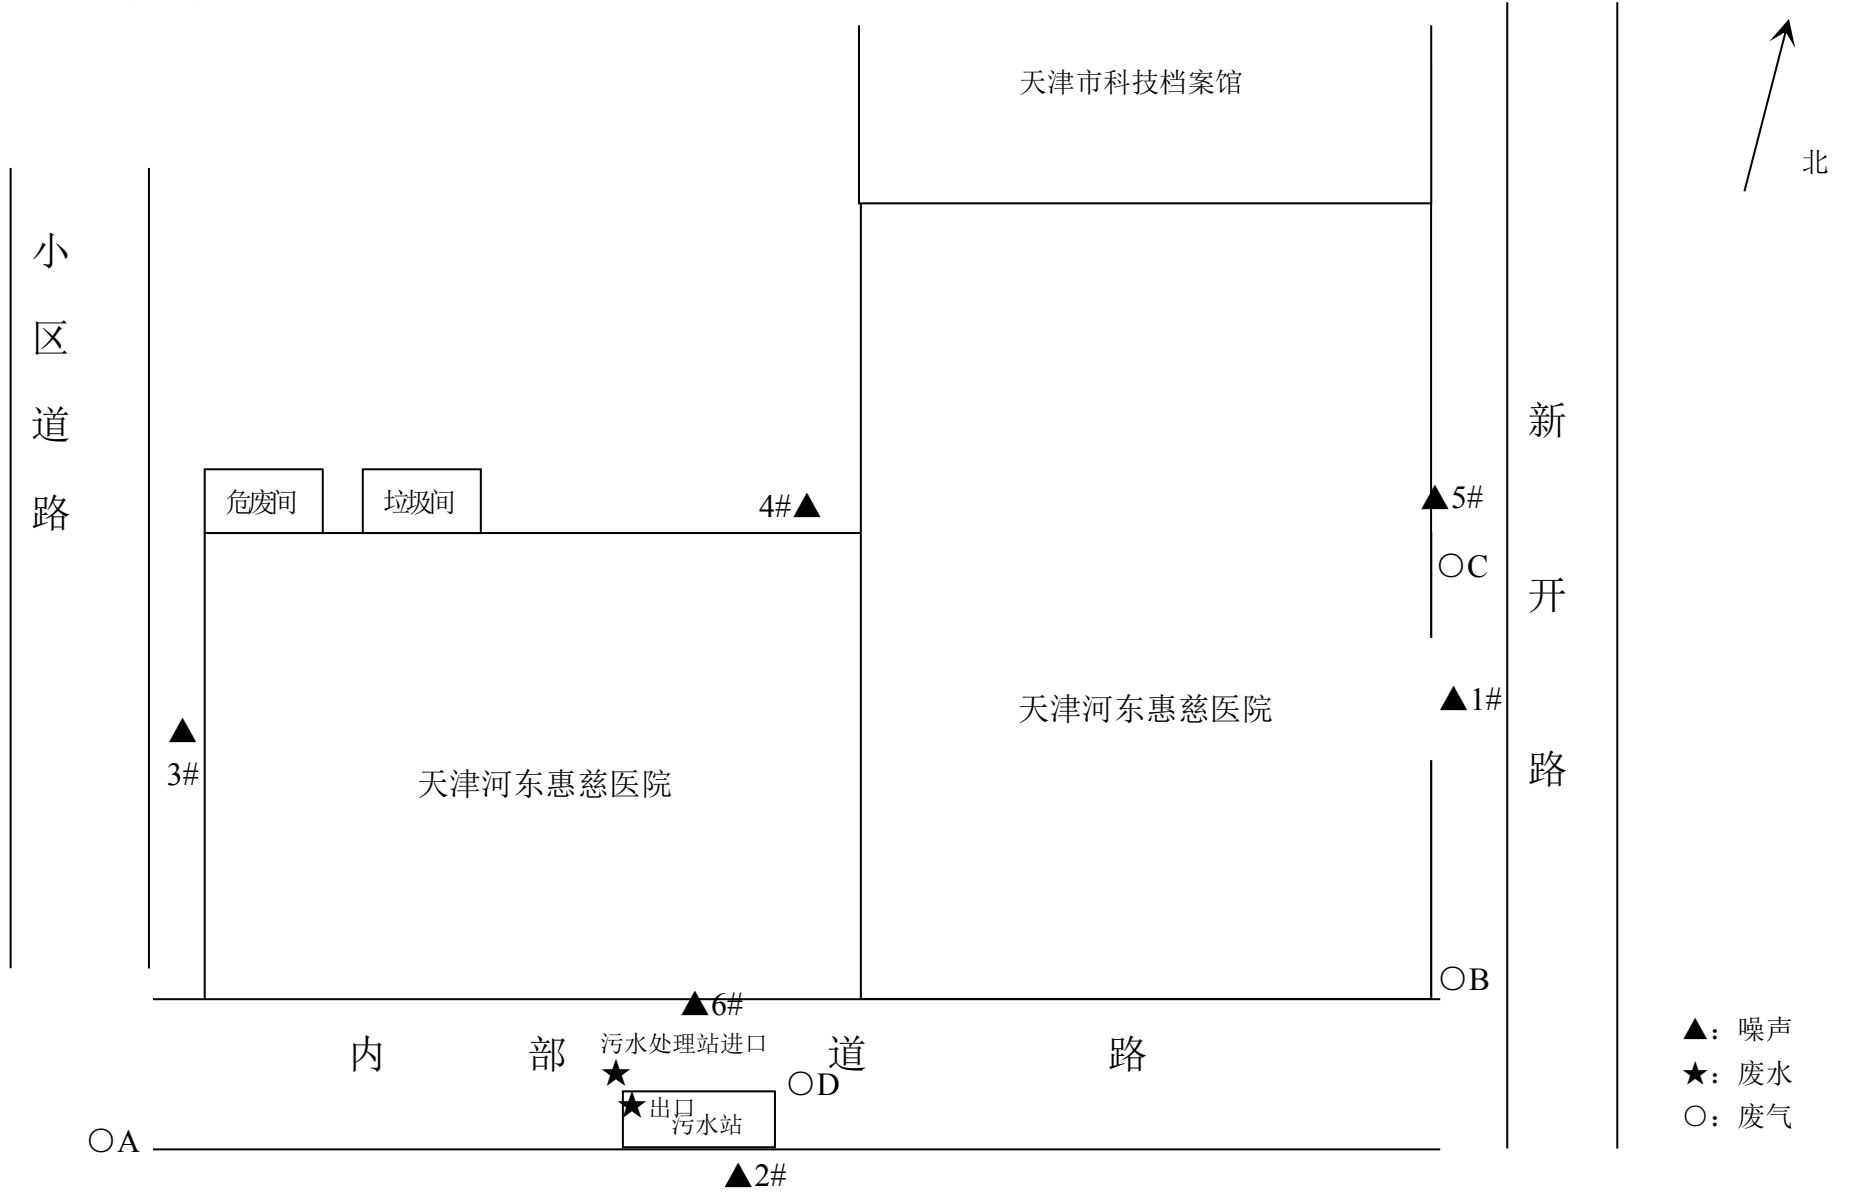 天津市科技档案馆
北
小区道路
新开路
危废间
垃圾间
4#▲
▲5#
○C
▲1#
天津河东惠慈医院
▲
3#
天津河东惠慈医院
○B
▲6#
内部道路
污水处理站进口
★
○D
★出口
污水站
○A
▲2#
▲：噪声
★：废水
○：废气